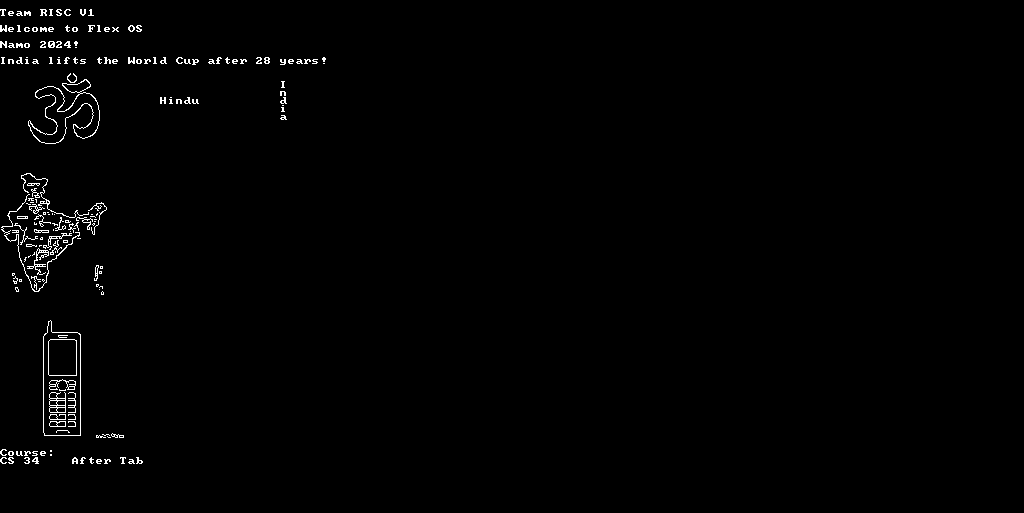 Team RISC V1
Welcome to Flex OS
Namo 2024!
India lifts the World Cup after 28 years!
ॐ
Hindu
India
Course:
CS 34    After Tab